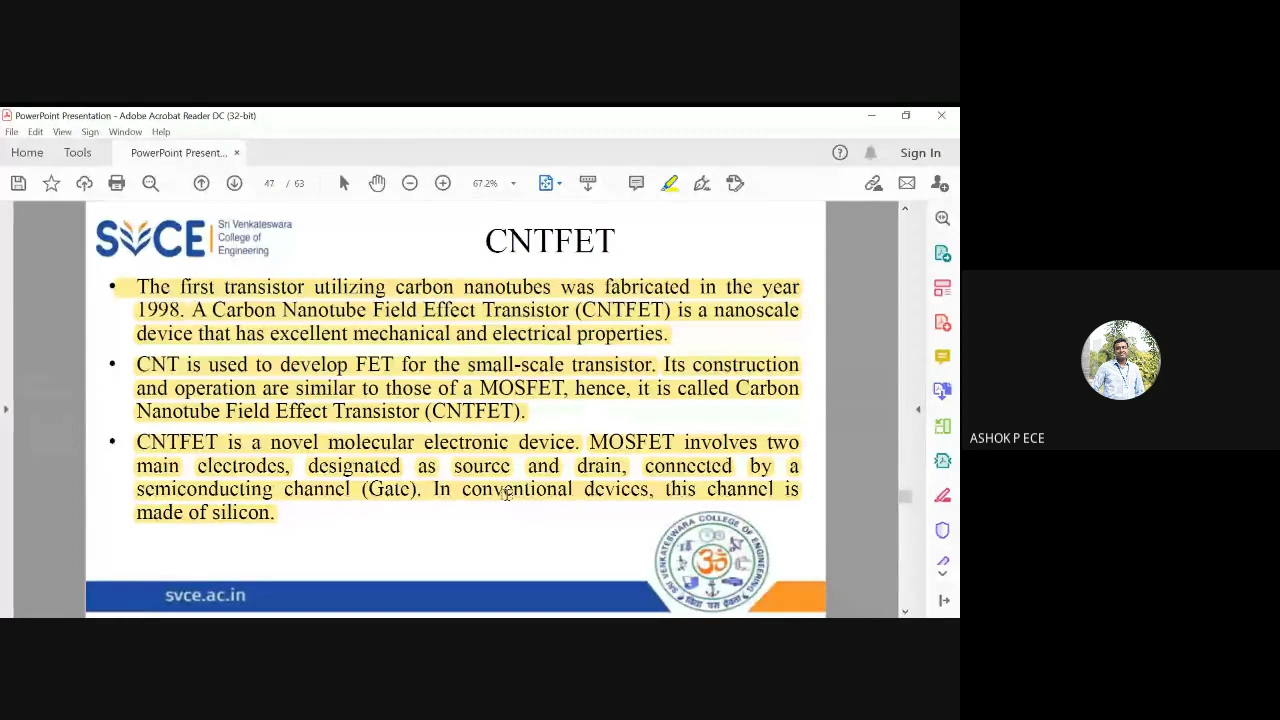 PowerPoint Presentation - Adobe Acrobat Reader DC (32-bit)
File Edit View Sign Window Help
Home Tools PowerPoint Present... × Sign In
47 / 63 67.2%
SVCE Sri Venkateswara
College of
Engineering
CNTFET
• The first transistor utilizing carbon nanotubes was fabricated in the year
1998. A Carbon Nanotube Field Effect Transistor (CNTFET) is a nanoscale
device that has excellent mechanical and electrical properties.
• CNT is used to develop FET for the small-scale transistor. Its construction
and operation are similar to those of a MOSFET, hence, it is called Carbon
Nanotube Field Effect Transistor (CNTFET).
• CNTFET is a novel molecular electronic device. MOSFET involves two
main electrodes, designated as source and drain, connected by a
semiconducting channel (Gate). In conventional devices, this channel is
made of silicon.
SRI VENKATESWARA COLLEGE OF ENGINEERING
ॐ
svce.ac.in
ASHOK P ECE